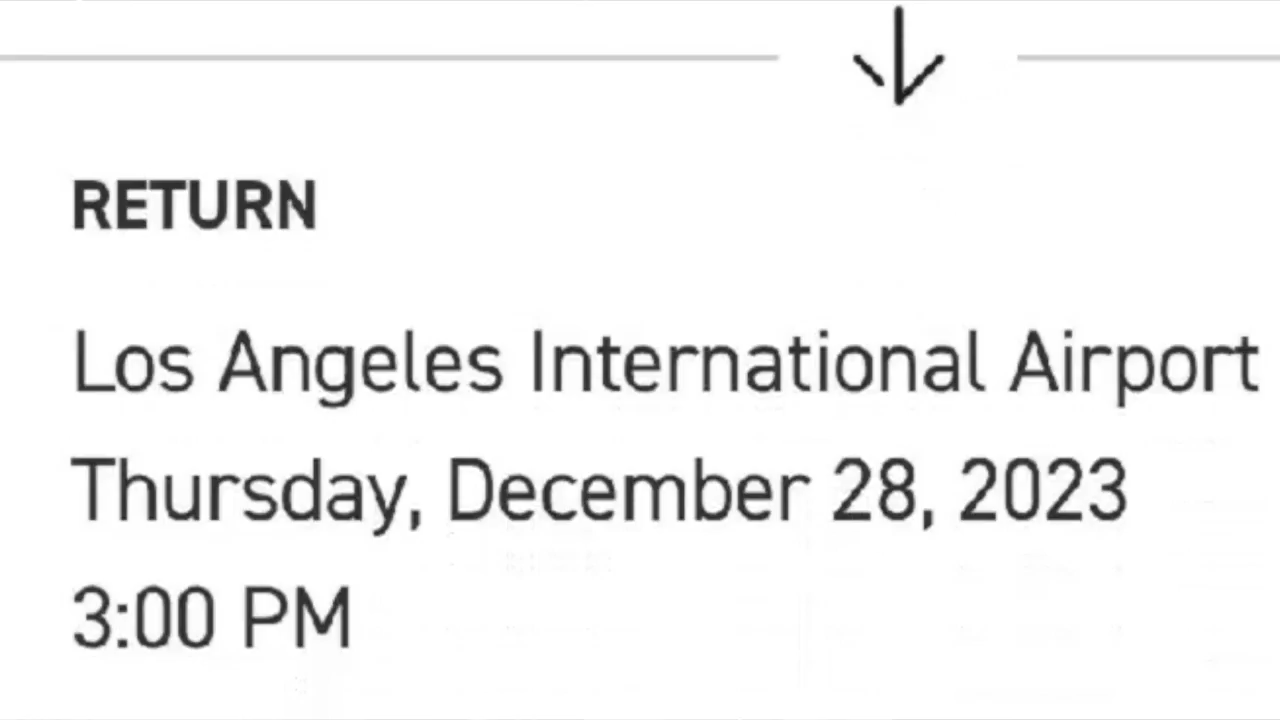 RETURN
Los Angeles International Airport
Thursday, December 28, 2023
3:00 PM